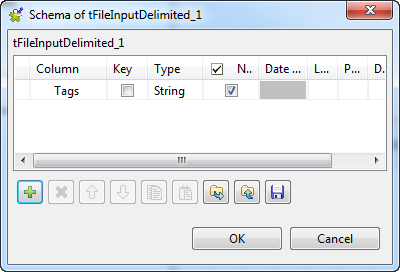 Schema of tFileInputDelimited_1
tFileInputDelimited_1
Column Key Type N.. Date ... L... P... D.
Tags String
OK Cancel